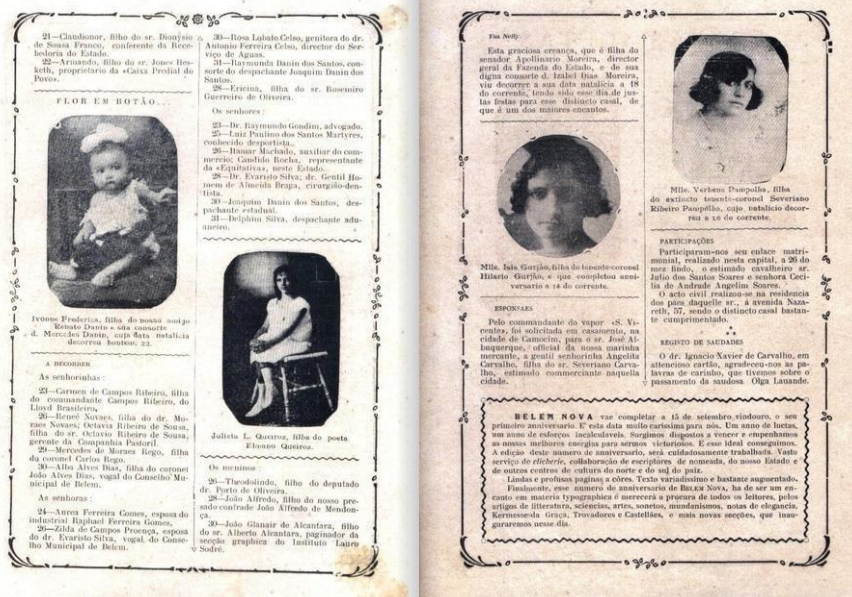 21—Claudionor, filho do sr. Dionysio
de Sousa Franco, conferente da Rece-
bedoria do Estado.
22—Armando, filho do sr. Jones Hes-
keth, proprietario da «Caixa Predial do
Povo».
FLOR EM BOTÃO...
Ivonne Frederica, filha do nosso amigo
Renato Danin e sua consorte
d. Mercedes Danin, cuja data natalicia
decorreu hontem, 22.
A DECORRER
As senhorinhas:
23—Carmen de Campos Ribeiro, filha
do commandante Ribeiro Campos, do
Lloyd Brasileiro,
26—Reneé Novaes, filha do dr. Mo-
raes Novaes; Octavia Ribeiro de Sousa,
filha do sr. Octavio Ribeiro de Sousa,
gerente da Companhia Pastoril.
29—Mercedes de Moraes Rego, filha
do coronel Carlos Rego.
30—Alba Alves Dias, filha do coronel
João Alves Dias, vogal do Conselho Mu-
nicipal de Belem.
As senhoras:
24—Aurea Ferreira Gomes, esposa do
industrial Raphael Ferreira Gomes,
26—Zilda de Campos Proença, esposa
do dr. Evaristo Silva, vogal do Conse-
lho Municipal de Belem.
30—Rosa Lobato Celso, genitora do dr.
Antonio Ferreira Celso, director do Ser-
viço de Aguas.
31—Raymunda Danin dos Santos, con-
sorte do despachante Joaquim Danin dos
Santos.
28—Ericina, filha do sr. Rosemiro
Guerreiro de Oliveira.
Os senhores:
23—Dr. Raymundo Gondim, advogado.
25—Luiz Paulino dos Santos Martyres,
conhecido desportista.
26—Itamar Machado, auxiliar do com-
mercio; Candido Rocha, representante
da «Equitativa», neste Estado.
28—Dr. Evaristo Silva; dr. Gentil Ho-
mem de Almeida Braga, cirurgião-den-
tista.
30—Joaquim Danin dos Santos, des-
pachante estadual.
31—Delphim Silva, despachante adu-
aneiro.
Julieta L. Queiroz, filha do poeta
Elmano Queiroz.
Os meninos:
26—Theodolindo, filho do deputado
dr. Porto de Oliveira.
28—João Alfredo, filho do nosso pre-
sado confrade João Alfredo de Mendon-
ça.
30—João Glanair de Alcantara, filho
do sr. Alberto Alcantara, paginador da
secção graphica do Instituto Lauro
Sodré.
Yna Nelly.
Esta graciosa creança, que é filha do
senador Apollinario Moreira, director
geral da Fazenda do Estado, e de sua
digna consorte d. Izabel Dias Moreira,
viu decorrer a sua data natalicia a 18
do corrente, tendo sido esse dia de jus-
tas festas para esse distincto casal, de
que é um dos maiores encantos.
Mlle. Isia Gurjão, filha do tenente-coronel
Hilario Gurjão, e que completou anni-
versario a 14 do corrente.
ESPONSAES
Pelo commandante do vapor «S. Vi-
cente», foi solicitada em casamento, na
cidade de Camocim, para o sr. José Al-
buquerque, official da nossa marinha
mercante, a gentil senhorinha Angelita
Carvalho, filha do sr. Severiano Carva-
lho, estimado commerciante naquella
cidade.
Mlle. Verbena Pampolha, filha
do extincto tenente-coronel Severiano
Ribeiro Pampolha, cujo natalicio decor-
reu a 16 do corrente.
PARTICIPAÇÕES
Participaram-nos seu enlace matri-
monial, realizado nesta capital, a 26 do
mez findo, o estimado cavalheiro sr.
Julio dos Santos Soares e senhora Ceci-
lia de Andrade Angelim Soares.
O acto civil realizou-se na residencia
dos paes daquelle sr., á avenida Naza-
reth, 57, sendo o distincto casal bastan-
te cumprimentado.
REGISTO DE SAUDADES
O dr. Ignacio Xavier de Carvalho, em
attencioso cartão, agradeceu-nos as pa-
lavras de carinho, que tivemos sobre o
passamento da saudosa Olga Lauande.
BELEM NOVA vae completar a 15 de setembro vindouro, o seu
primeiro anniversario. E' esta data muito carissima para nós. Um anno de luctas,
um anno de esforços incalculaveis. Surgimos dispostos a vencer e empenhamos
as nossas melhores energias para sermos victoriosos. E esse ideal conseguimos.
A edição deste numero de anniversario, será cuidadosamente trabalhada. Vasto
serviço de clicherie, collaboração de escriptores de nomeada, do nosso Estado e
de outros centros de cultura do norte e do sul do paiz.
Lindas e profusas paginas a côres. Texto variadissimo e bastante augmentado.
Finalmente, esse numero de anniversario de BELEM NOVA, ha de ser um en-
canto em materia typographica e merecerá a procura de todos os leitores, pelos
artigos de litteratura, sciencias, artes, sonetos, mundanismos, notas de elegancia,
Kermesse da Graça, Trovadores e Castellães, e mais novas secções, que inau-
guraremos nesse dia.